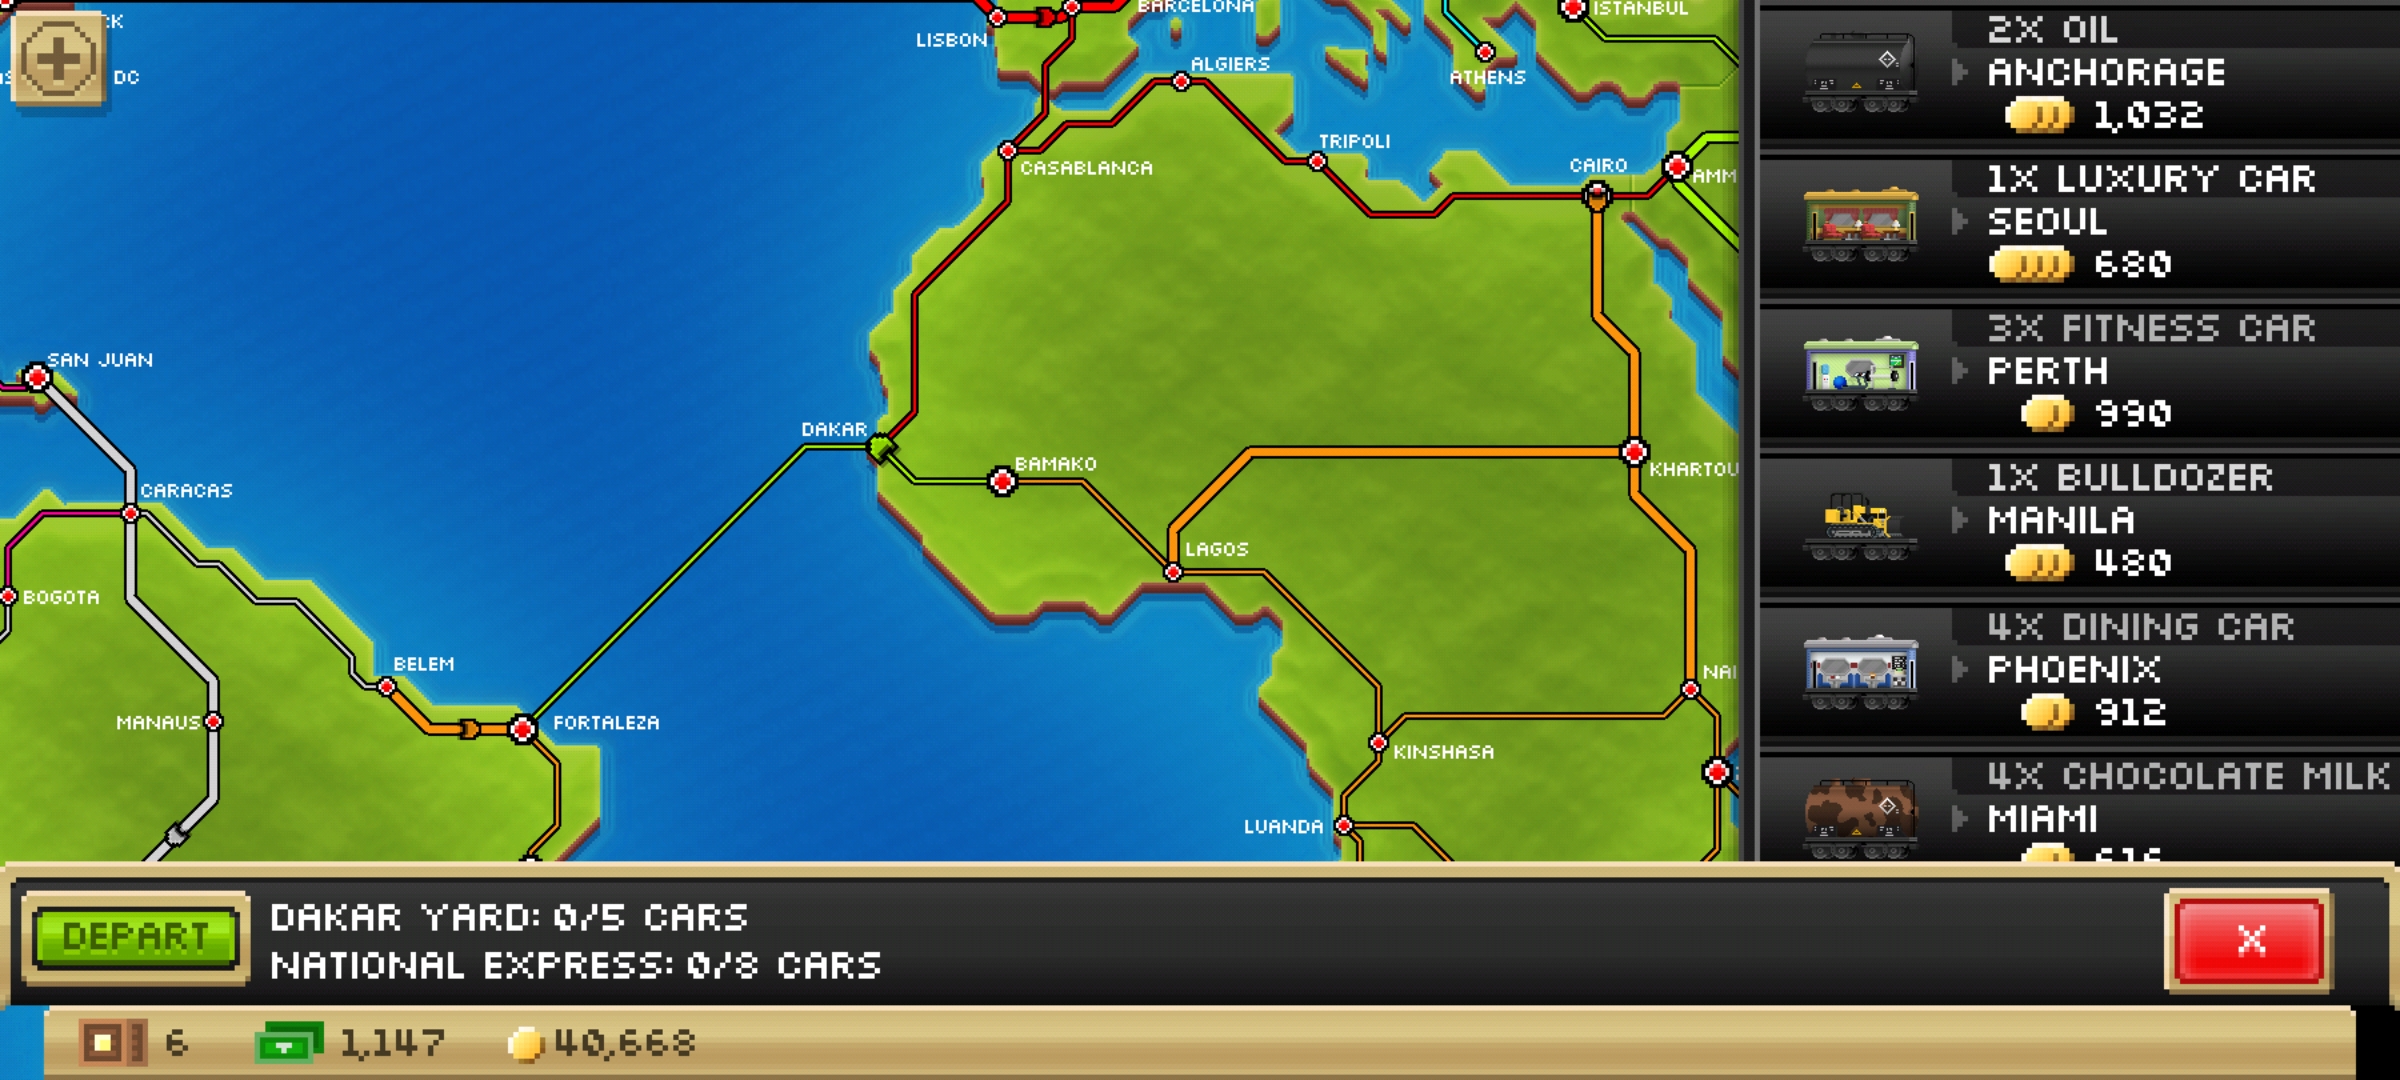 CK
DC
LISBON
BARCELONA
ISTANBUL
ALGIERS
ATHENS
TRIPOLI
CAIRO
CASABLANCA
AMM
SAN JUAN
DAKAR
BAMAKO
KHARTOU
CARACAS
LAGOS
BOGOTA
BELEM
NAI
MANAUS
FORTALEZA
KINSHASA
LUANDA
2X OIL
ANCHORAGE
1,032
1X LUXURY CAR
SEOUL
680
3X FITNESS CAR
PERTH
990
1X BULLDOZER
MANILA
480
4X DINING CAR
PHOENIX
912
4X CHOCOLATE MILK
MIAMI
DEPART
DAKAR YARD: 0/5 CARS
NATIONAL EXPRESS: 0/8 CARS
X
6
1,147
40,668